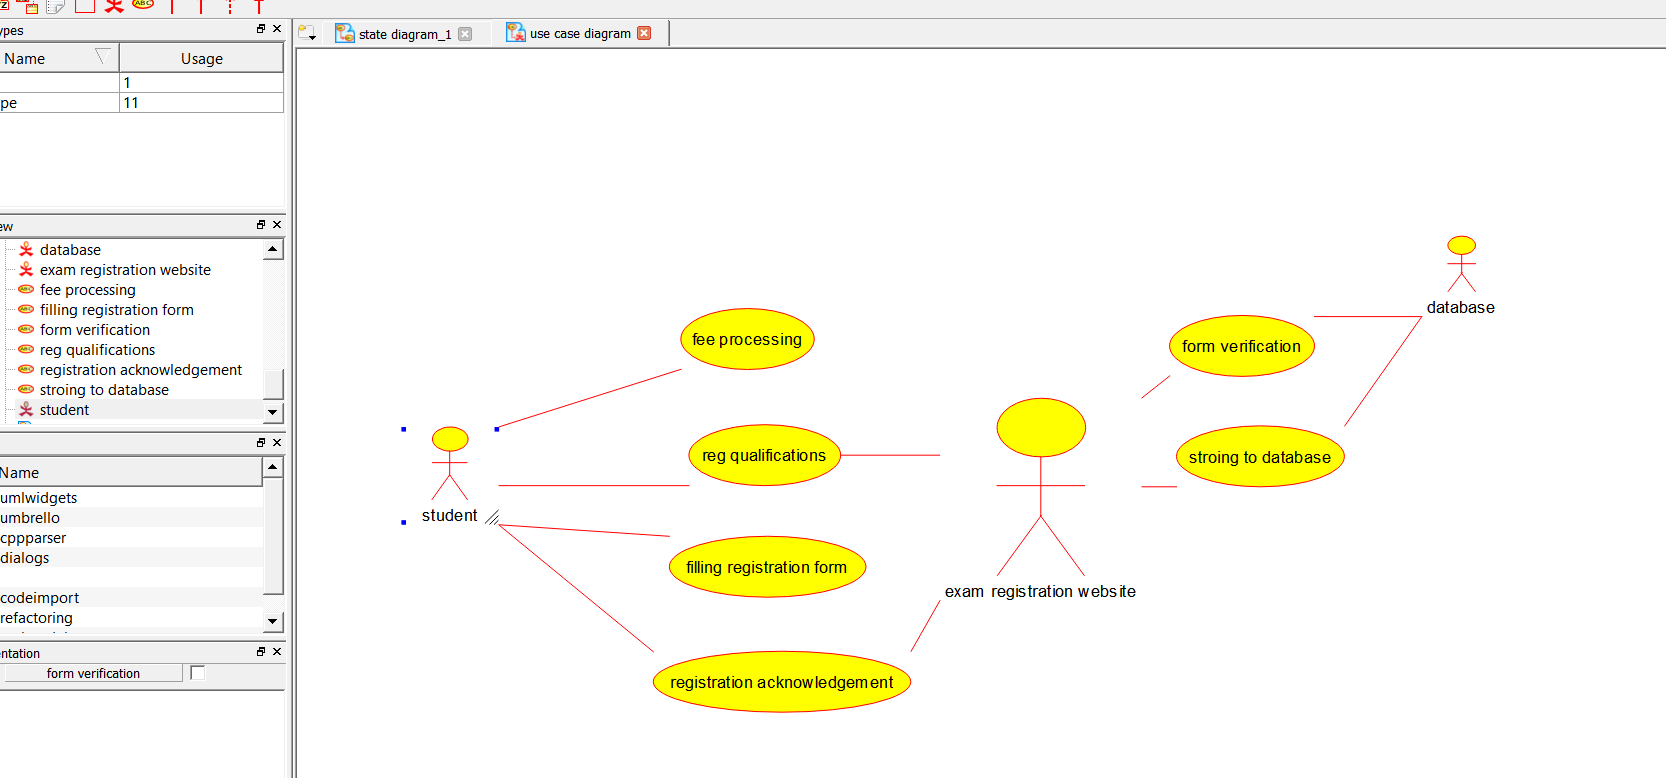 ypes
Name
Usage
1
pe
11
ew
database
exam registration website
fee processing
filling registration form
form verification
reg qualifications
registration acknowledgement
stroing to database
student
Name
umlwidgets
umbrello
cppparser
dialogs
codeimport
refactoring
entation
form verification
state diagram_1
use case diagram
fee processing
reg qualifications
student
filling registration form
registration acknowledgement
exam registration website
form verification
stroing to database
database